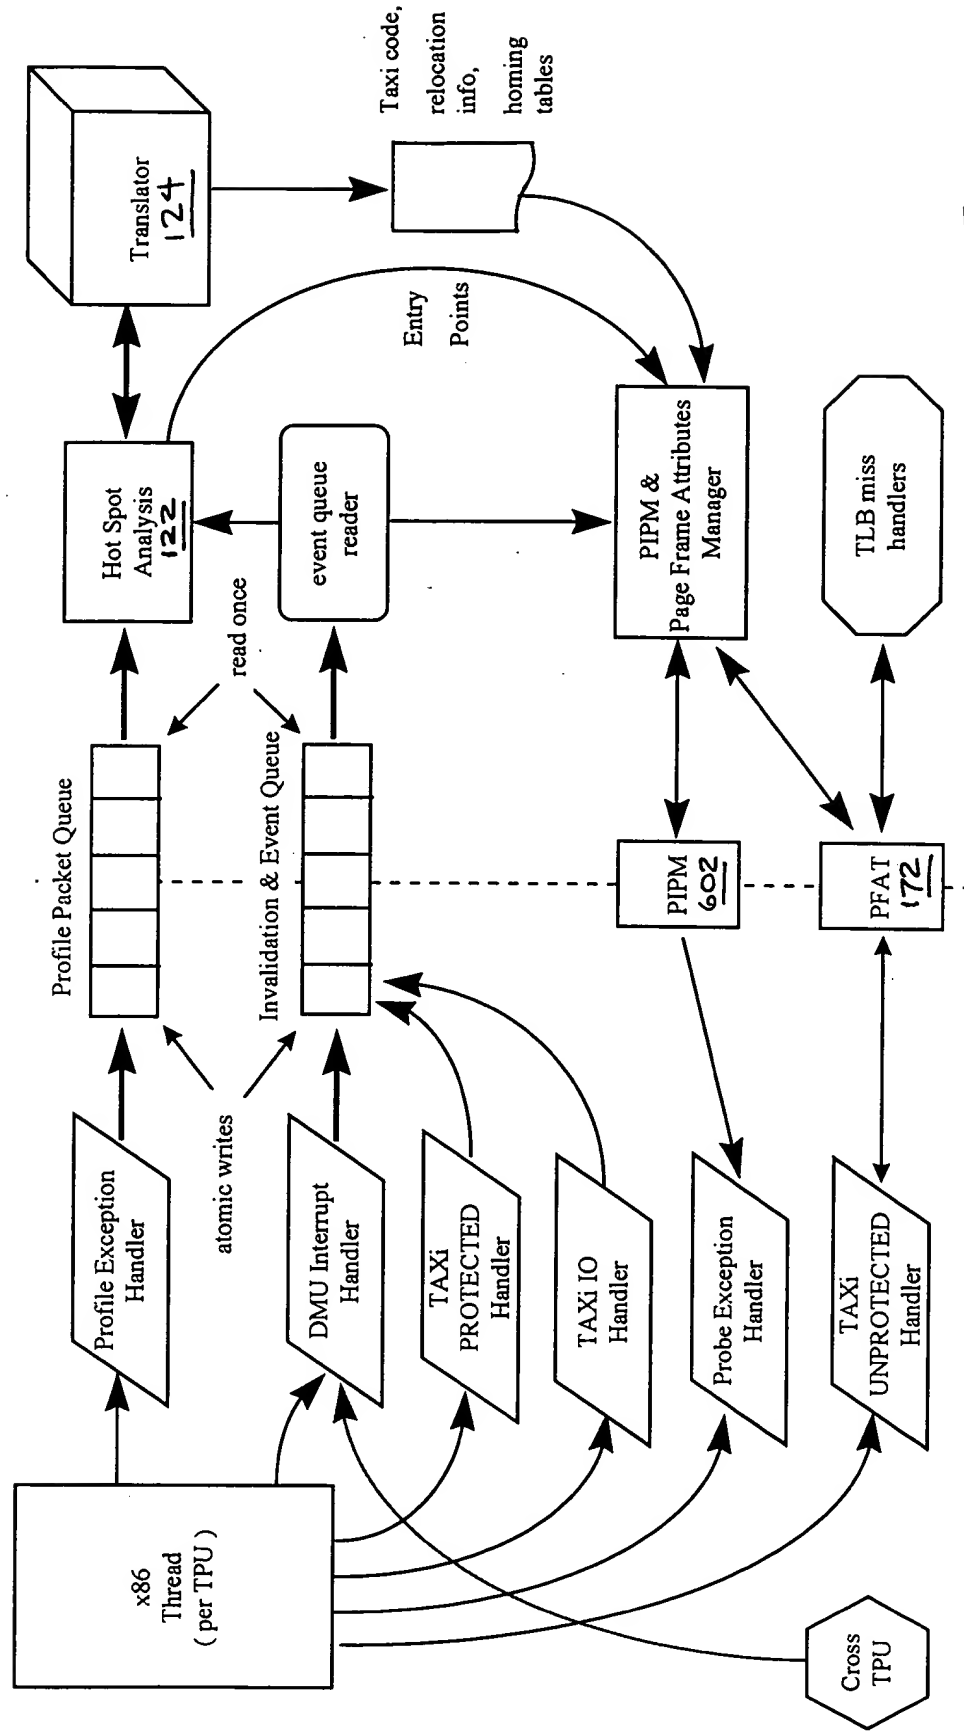 x86
Thread
( per TPU )
Cross
TPU
Profile Exception
Handler
DMU Interrupt
Handler
TAXi
PROTECTED
Handler
TAXi IO
Handler
Probe Exception
Handler
TAXi
UNPROTECTED
Handler
atomic writes
Profile Packet Queue
Invalidation & Event Queue
read once
PIPM
602
PFAT
172
Hot Spot
Analysis
122
event queue
reader
PIPM &
Page Frame Attributes
Manager
TLB miss
handlers
Entry
Points
Translator
124
Taxi code,
relocation
info,
homing
tables